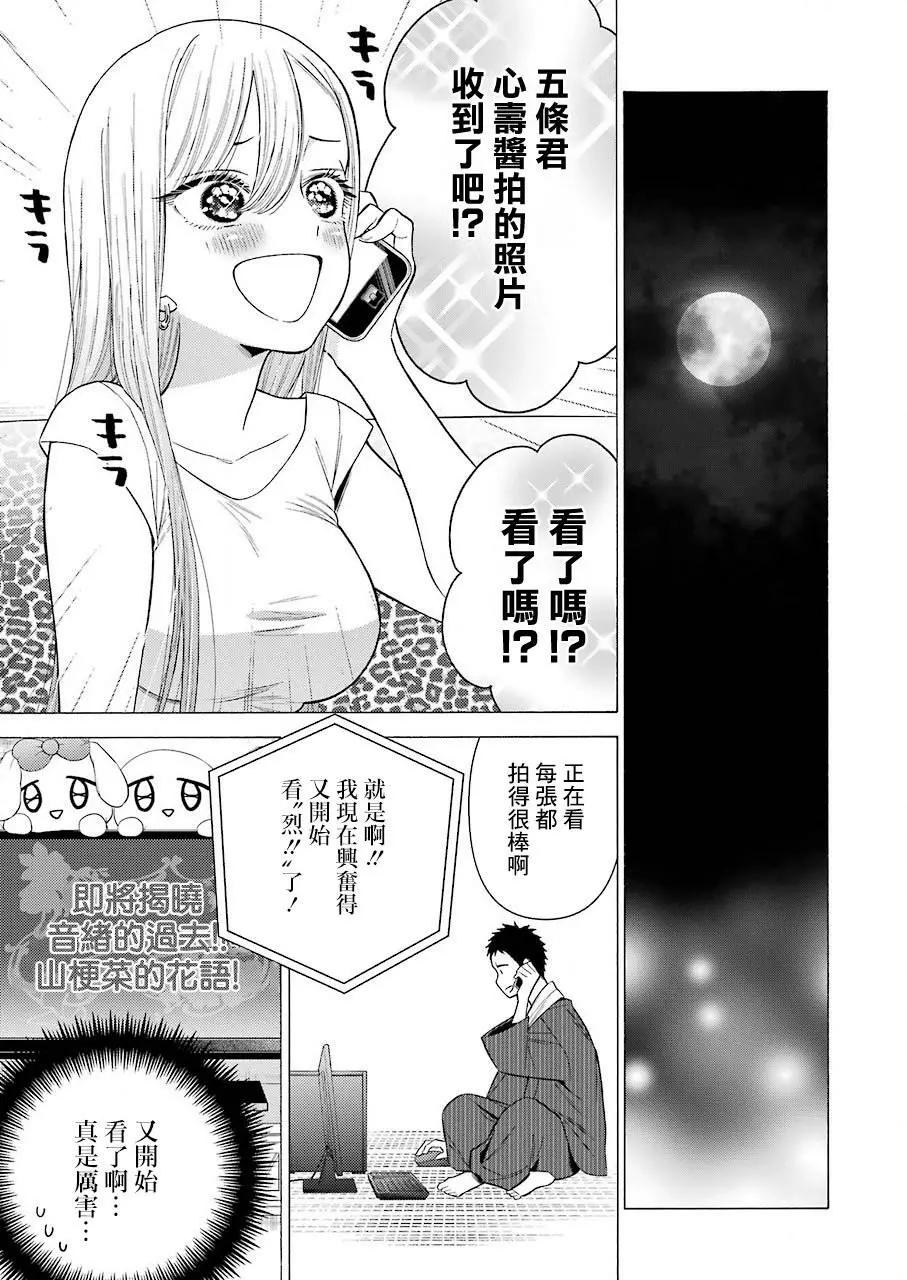 五條君
心壽醬拍的照片
收到了吧!?
キラ
キラ
キラ
看了嗎!?
看了嗎!?
正在看
每張都
拍得很棒啊
就是啊!!
我現在興奮得
又開始
看〝烈!!〞了!
即將揭曉
音緒的過去!!
山梗菜的花語!
又開始
看了啊…
真是厲害…